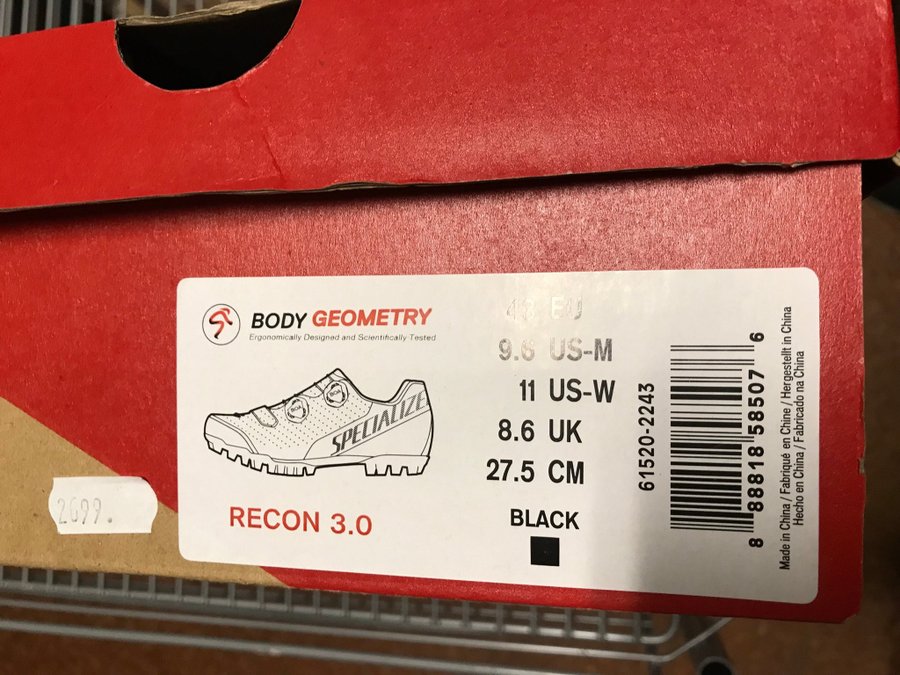 BODY GEOMETRY
Ergonomically Designed and Scientifically Tested
SPECIALIZE
RECON 3.0
EU
9.6 US-M
11 US-W
8.6 UK
27.5 CM
BLACK
61520-2243
8 88818 58507 6
Made in China / Fabriqué en Chine / Hergestellt in China
Hecho en China / Fabricado na China
2699.